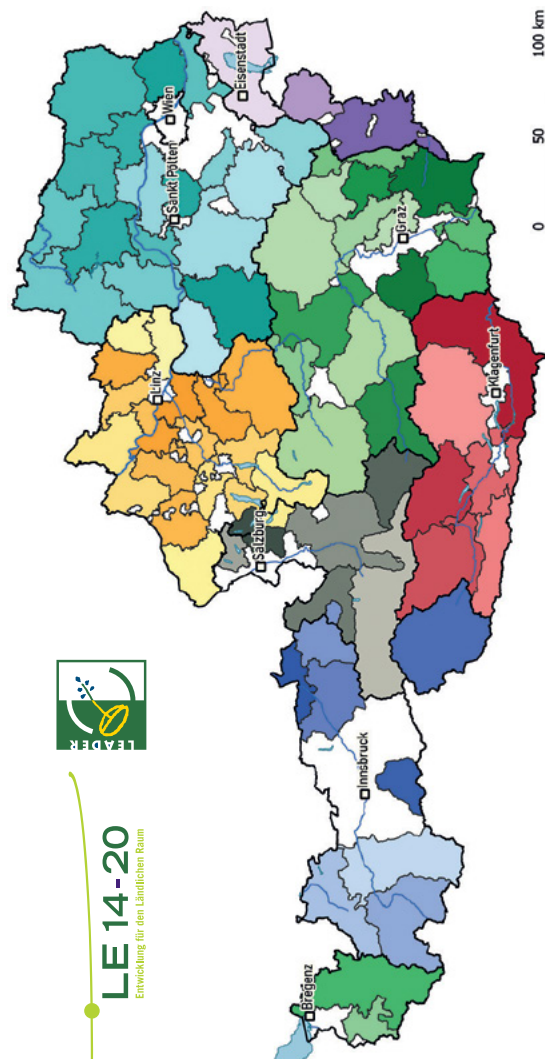 LE 14-20
Entwicklung für den Ländlichen Raum
LEADER
Bregenz
Innsbruck
Salzburg
Linz
Sankt Pölten
Wien
Eisenstadt
Graz
Klagenfurt
0 50 100 km